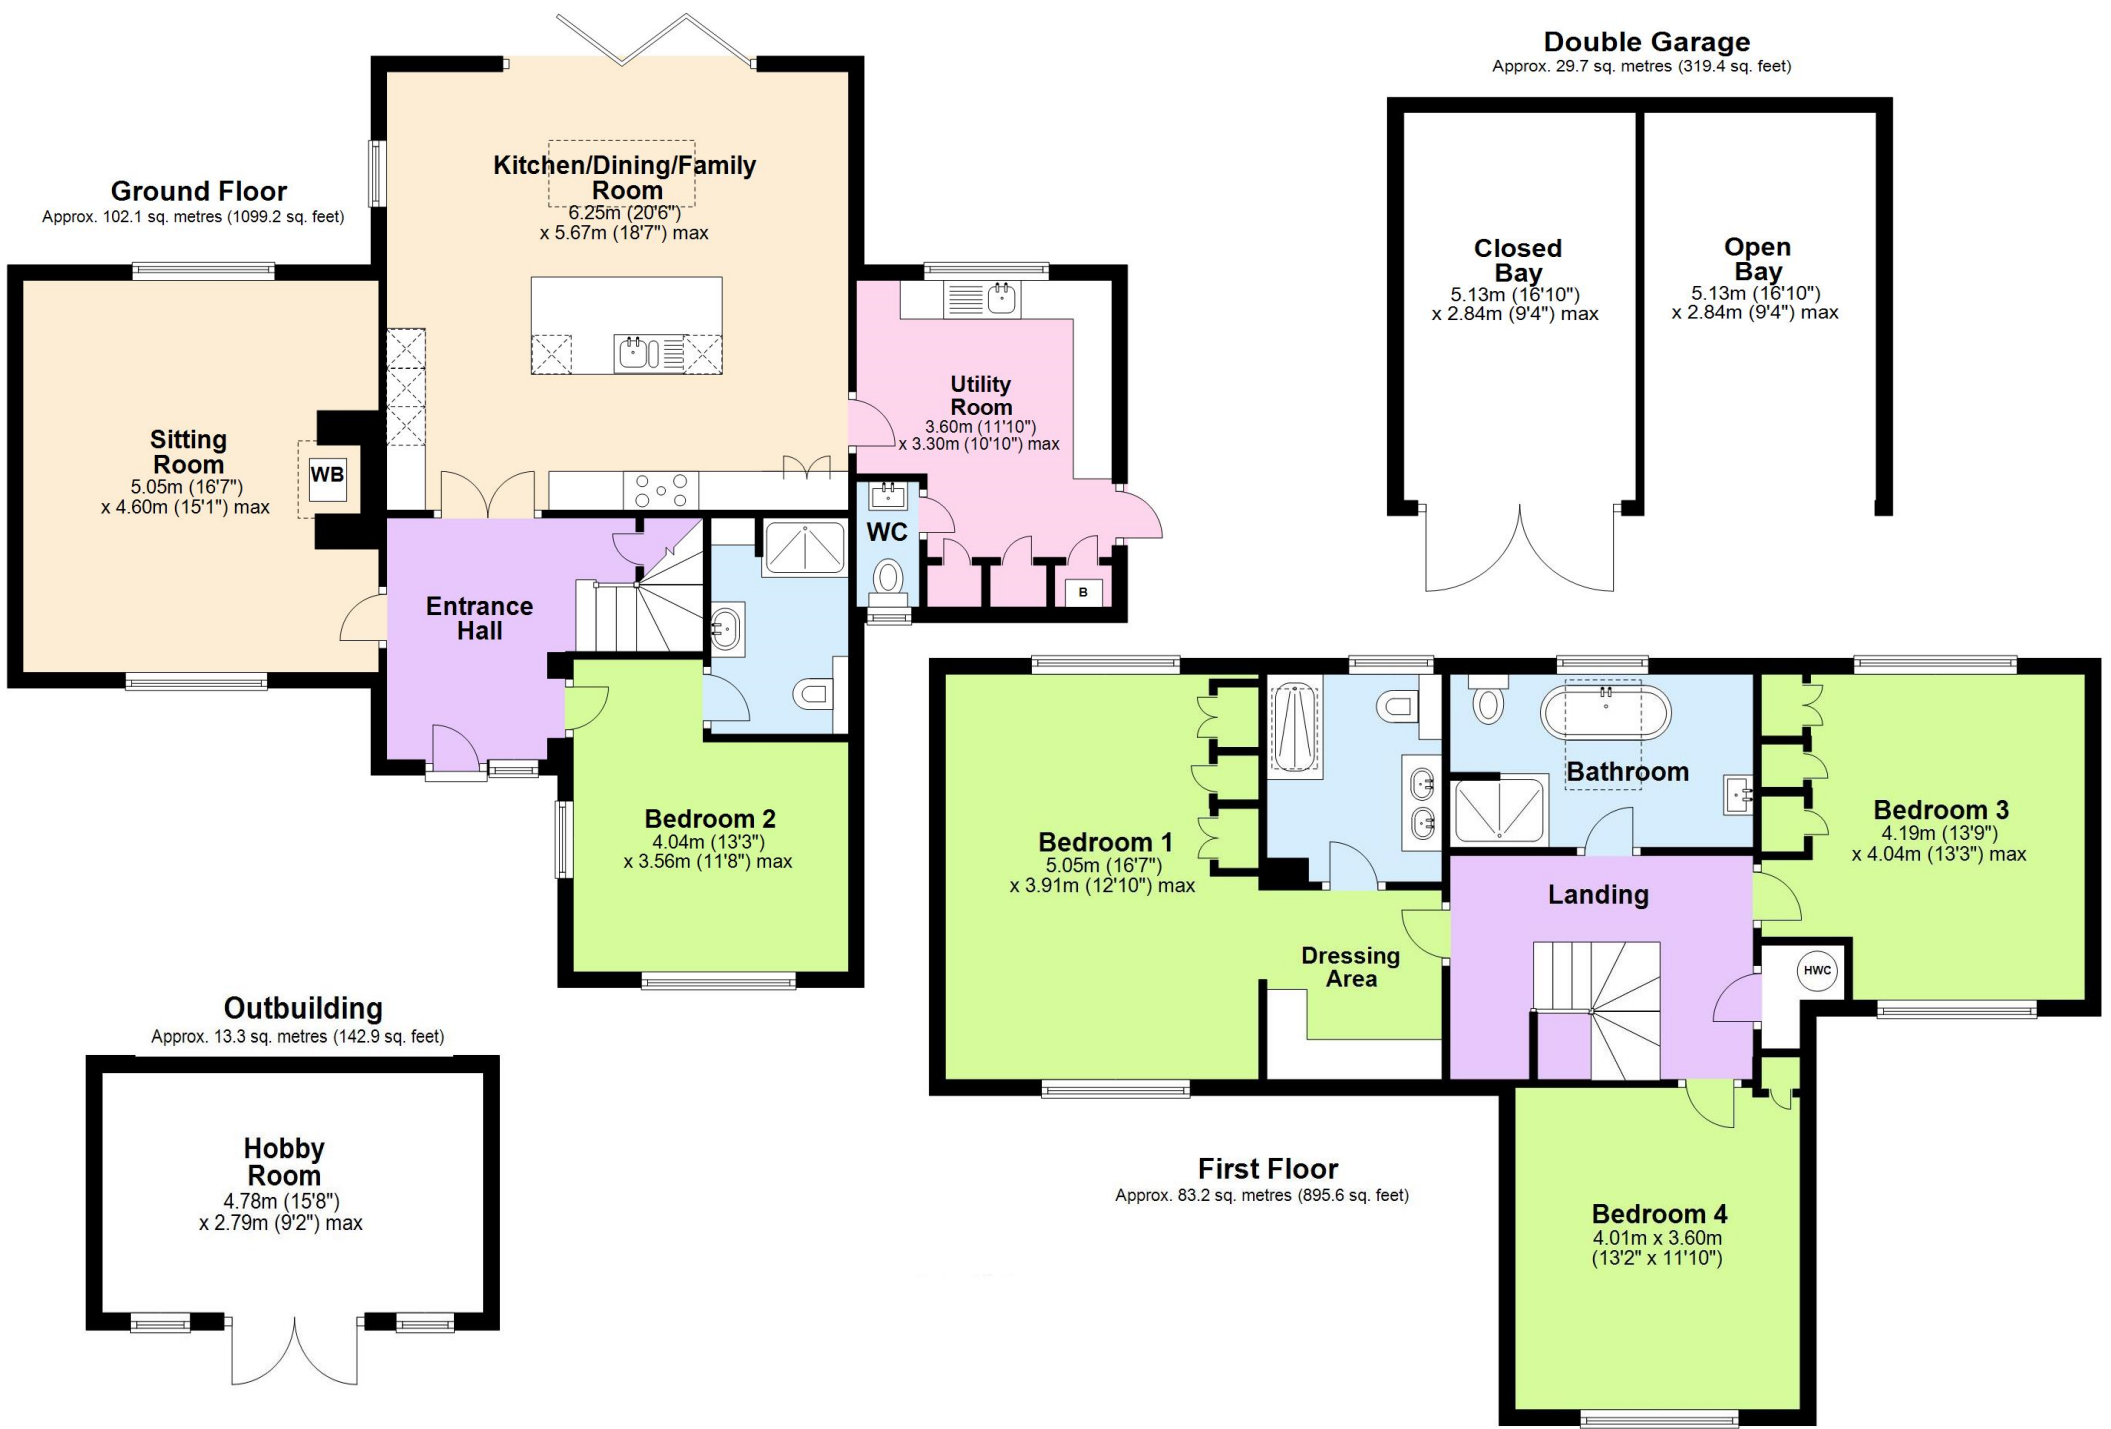 Ground Floor
Approx. 102.1 sq. metres (1099.2 sq. feet)
Kitchen/Dining/Family
Room
6.25m (20'6")
x 5.67m (18'7") max
Sitting
Room
5.05m (16'7")
x 4.60m (15'1") max
WB
Utility
Room
3.60m (11'10")
x 3.30m (10'10") max
WC
B
Entrance
Hall
Bedroom 2
4.04m (13'3")
x 3.56m (11'8") max
Double Garage
Approx. 29.7 sq. metres (319.4 sq. feet)
Closed
Bay
5.13m (16'10")
x 2.84m (9'4") max
Open
Bay
5.13m (16'10")
x 2.84m (9'4") max
Bedroom 1
5.05m (16'7")
x 3.91m (12'10") max
Bathroom
Bedroom 3
4.19m (13'9")
x 4.04m (13'3") max
Landing
Dressing
Area
HWC
Bedroom 4
4.01m x 3.60m
(13'2" x 11'10")
First Floor
Approx. 83.2 sq. metres (895.6 sq. feet)
Outbuilding
Approx. 13.3 sq. metres (142.9 sq. feet)
Hobby
Room
4.78m (15'8")
x 2.79m (9'2") max